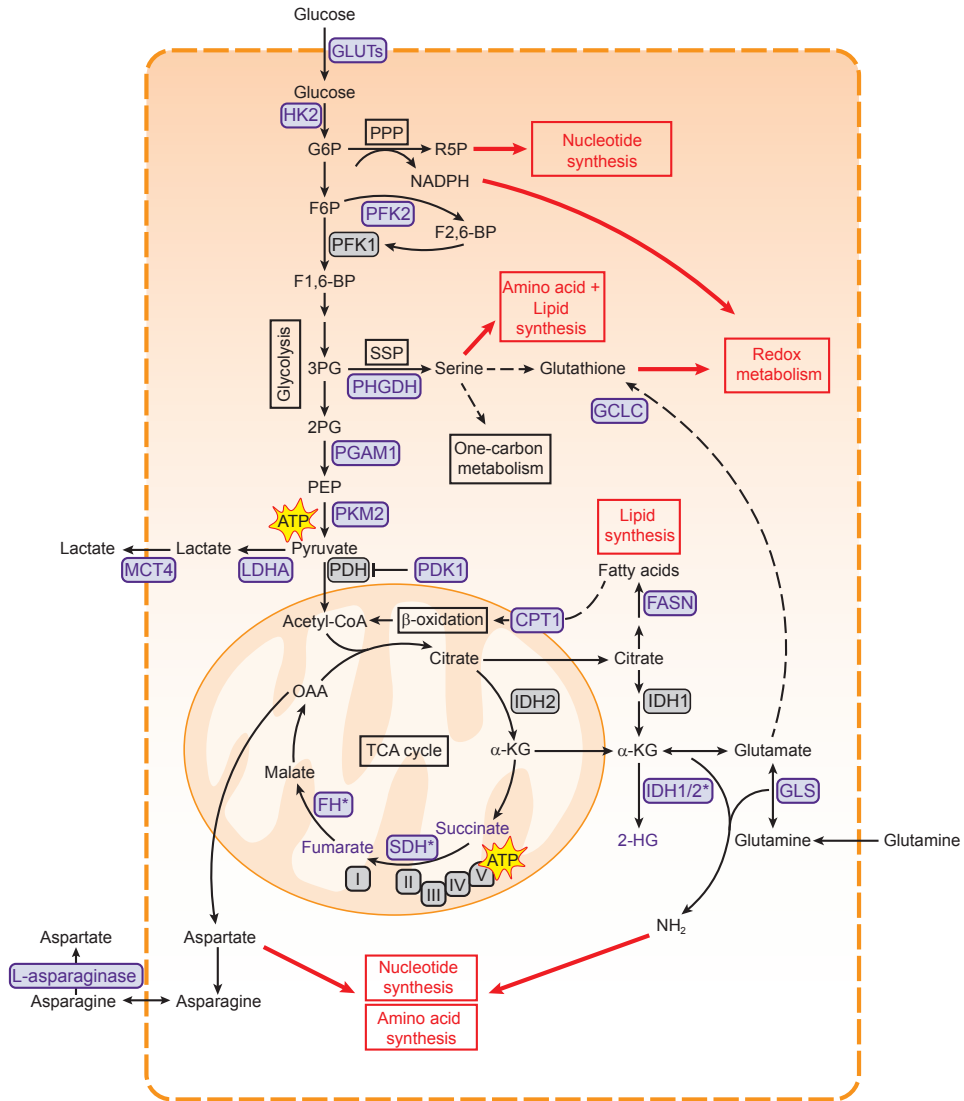 Glucose
GLUTs
Glucose
HK2
PPP
G6P
R5P
Nucleotide
synthesis
NADPH
F6P
PFK2
F2,6-BP
PFK1
F1,6-BP
Amino acid +
Lipid
synthesis
Glycolysis
SSP
3PG
Serine
Glutathione
Redox
metabolism
PHGDH
GCLC
2PG
One-carbon
metabolism
PGAM1
PEP
ATP
PKM2
Lipid
synthesis
Lactate
Lactate
Pyruvate
MCT4
LDHA
PDH
PDK1
Fatty acids
FASN
Acetyl-CoA
β-oxidation
CPT1
Citrate
Citrate
OAA
IDH2
IDH1
TCA cycle
α-KG
α-KG
Glutamate
Malate
FH*
IDH1/2*
GLS
Succinate
Fumarate
SDH*
2-HG
Glutamine
Glutamine
ATP
I
II
III
IV
V
NH₂
Aspartate
Aspartate
L-asparaginase
Asparagine
Asparagine
Nucleotide
synthesis
Amino acid
synthesis